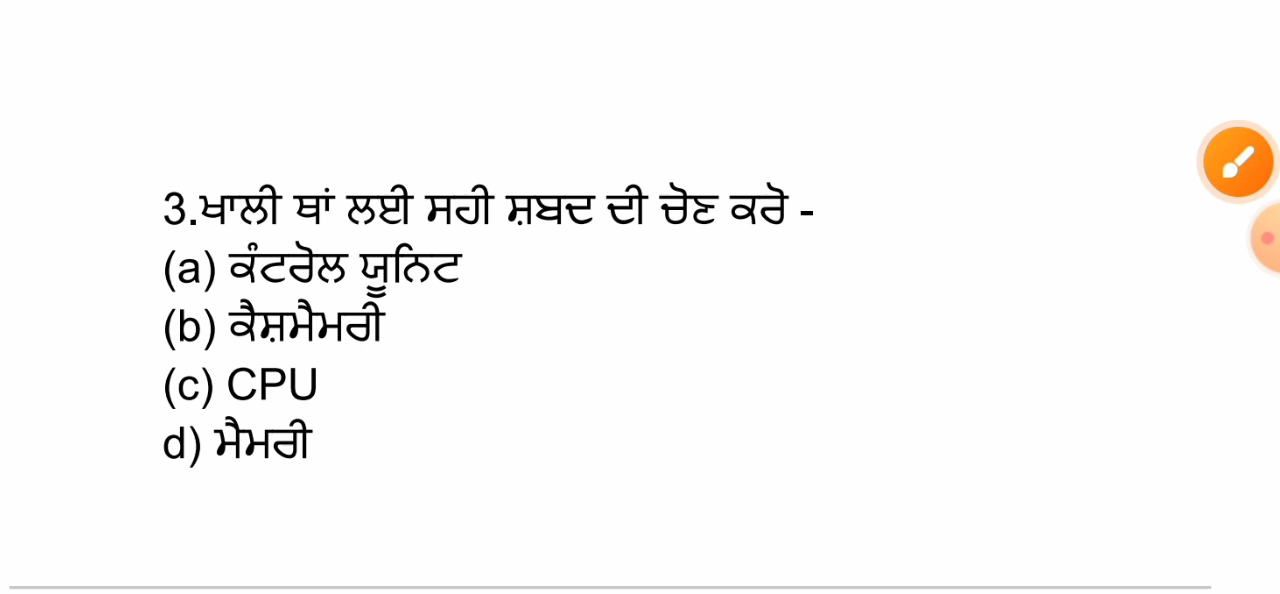 3.ਖਾਲੀ ਥਾਂ ਲਈ ਸਹੀ ਸ਼ਬਦ ਦੀ ਚੋਣ ਕਰੋ -
(a) ਕੰਟਰੋਲ ਯੂਨਿਟ
(b) ਕੈਸ਼ਮੈਮਰੀ
(c) CPU
d) ਮੈਮਰੀ